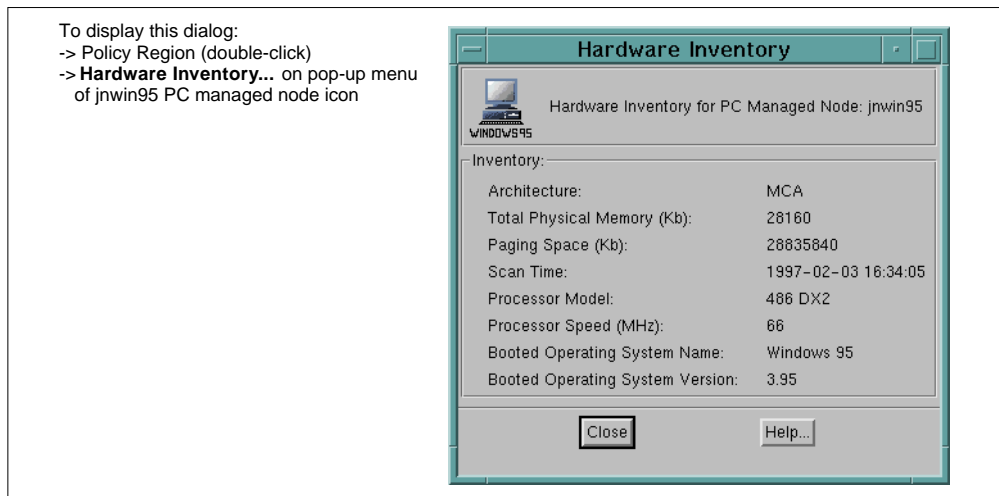 To display this dialog:
-> Policy Region (double-click)
-> Hardware Inventory... on pop-up menu
of jnwin95 PC managed node icon
Hardware Inventory
WINDOWS95
Hardware Inventory for PC Managed Node: jnwin95
Inventory:
Architecture: MCA
Total Physical Memory (Kb): 28160
Paging Space (Kb): 28835840
Scan Time: 1997-02-03 16:34:05
Processor Model: 486 DX2
Processor Speed (MHz): 66
Booted Operating System Name: Windows 95
Booted Operating System Version: 3.95
Close Help...